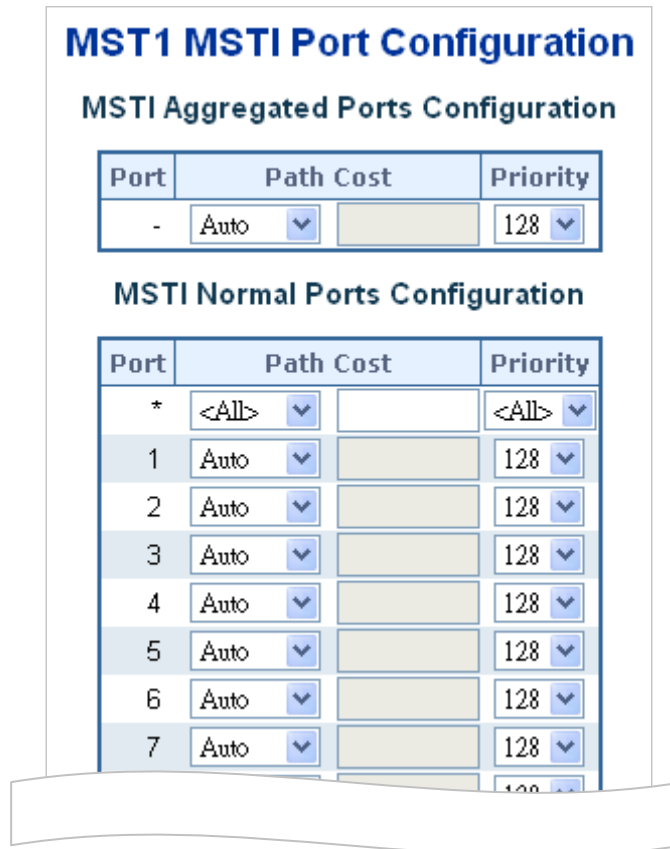 MST1 MSTI Port Configuration
MSTI Aggregated Ports Configuration
Port Path Cost Priority
- Auto 128
MSTI Normal Ports Configuration
Port Path Cost Priority
* <All> <All>
1 Auto 128
2 Auto 128
3 Auto 128
4 Auto 128
5 Auto 128
6 Auto 128
7 Auto 128